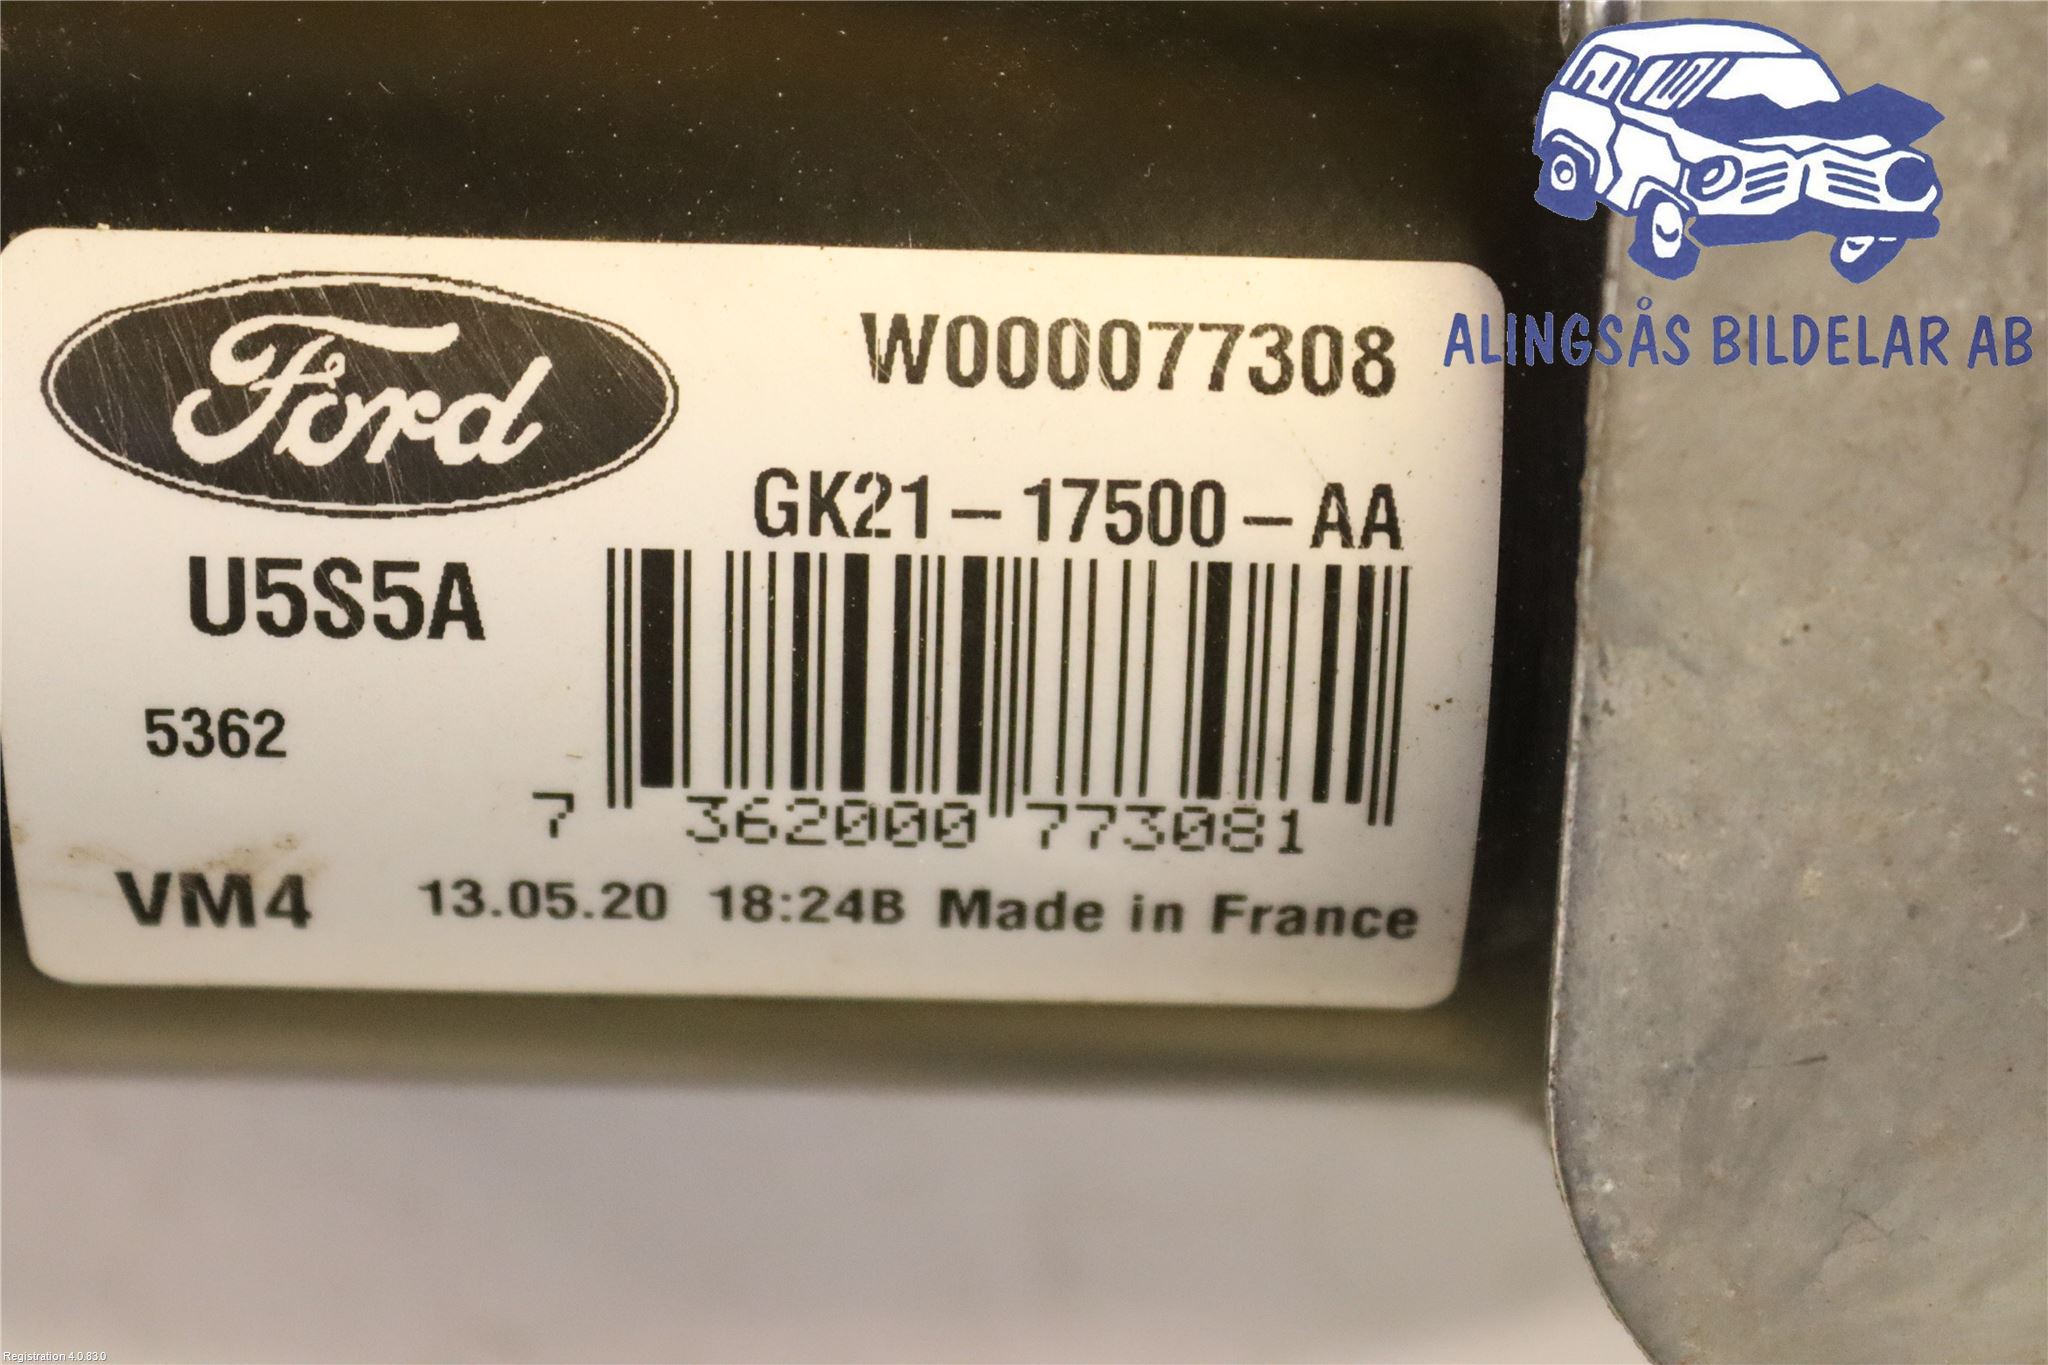 ALINGSÅS BILDELAR AB
Ford
W000077308
GK21-17500-AA
U5S5A
5362
7 362000 773081
VM4 13.05.20 18:24B Made in France
Registration 4.0.83.0